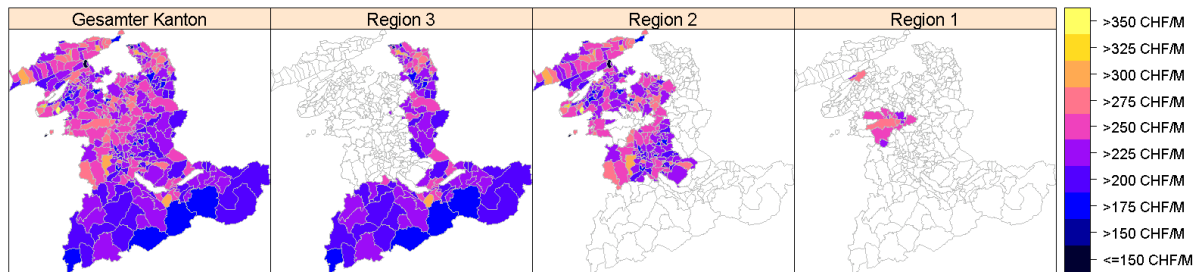 Gesamter Kanton
Region 3
Region 2
Region 1
>350 CHF/M
>325 CHF/M
>300 CHF/M
>275 CHF/M
>250 CHF/M
>225 CHF/M
>200 CHF/M
>175 CHF/M
>150 CHF/M
<=150 CHF/M